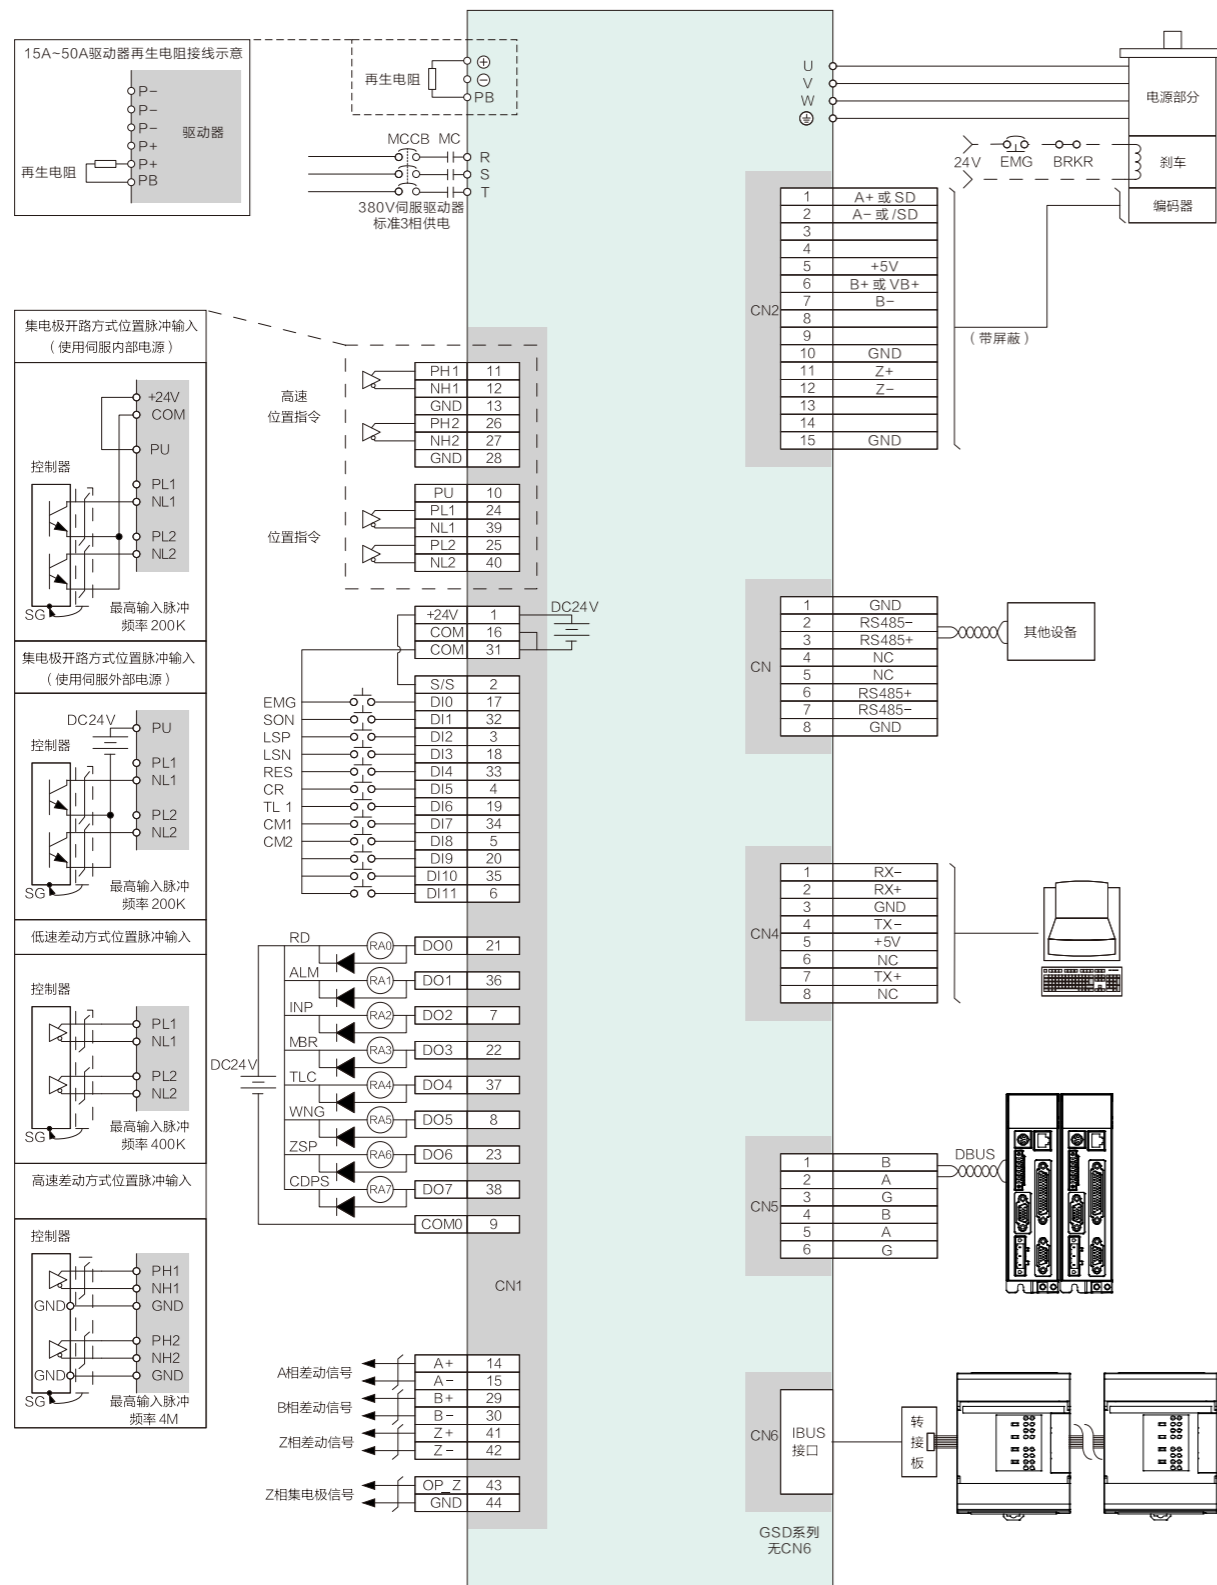 15A~50A驱动器再生电阻接线示意
P-
P-
P-
P+
P+
PB
驱动器
再生电阻
再生电阻
⊕
⊖
PB
MCCB MC
R
S
T
380V伺服驱动器
标准3相供电
U
V
W
电源部分
24V
EMG
BRKR
刹车
编码器
CN2
1 A+或SD
2 A-或/SD
3
4
5 +5V
6 B+或VB+
7 B-
8
9
10 GND
11 Z+
12 Z-
13
14
15 GND
(带屏蔽)
集电极开路方式位置脉冲输入
(使用伺服内部电源)
+24V
COM
PU
控制器
PL1
NL1
PL2
NL2
SG
最高输入脉冲
频率200K
集电极开路方式位置脉冲输入
(使用伺服外部电源)
DC24V
PU
控制器
PL1
NL1
PL2
NL2
SG
最高输入脉冲
频率200K
低速差动方式位置脉冲输入
控制器
PL1
NL1
PL2
NL2
SG
最高输入脉冲
频率400K
高速差动方式位置脉冲输入
控制器
PH1
NH1
GND GND
PH2
NH2
GND GND
SG
最高输入脉冲
频率4M
高速
位置指令
PH1 11
NH1 12
GND 13
PH2 26
NH2 27
GND 28
位置指令
PU 10
PL1 24
NL1 39
PL2 25
NL2 40
+24V 1
COM 16
COM 31
DC24V
S/S 2
EMG DI0 17
SON DI1 32
LSP DI2 3
LSN DI3 18
RES DI4 33
CR DI5 4
TL 1 DI6 19
CM1 DI7 34
CM2 DI8 5
DI9 20
DI10 35
DI11 6
DC24V
RD RA0 DO0 21
ALM RA1 DO1 36
INP RA2 DO2 7
MBR RA3 DO3 22
TLC RA4 DO4 37
WNG RA5 DO5 8
ZSP RA6 DO6 23
CDPS RA7 DO7 38
COM0 9
CN1
A相差动信号
A+ 14
A- 15
B相差动信号
B+ 29
B- 30
Z相差动信号
Z+ 41
Z- 42
Z相集电极信号
OP_Z 43
GND 44
CN
1 GND
2 RS485-
3 RS485+
4 NC
5 NC
6 RS485+
7 RS485-
8 GND
其他设备
CN4
1 RX-
2 RX+
3 GND
4 TX-
5 +5V
6 NC
7 TX+
8 NC
CN5
1 B
2 A
3 G
4 B
5 A
6 G
DBUS
CN6
IBUS
接口
转
接
板
GSD系列
无CN6